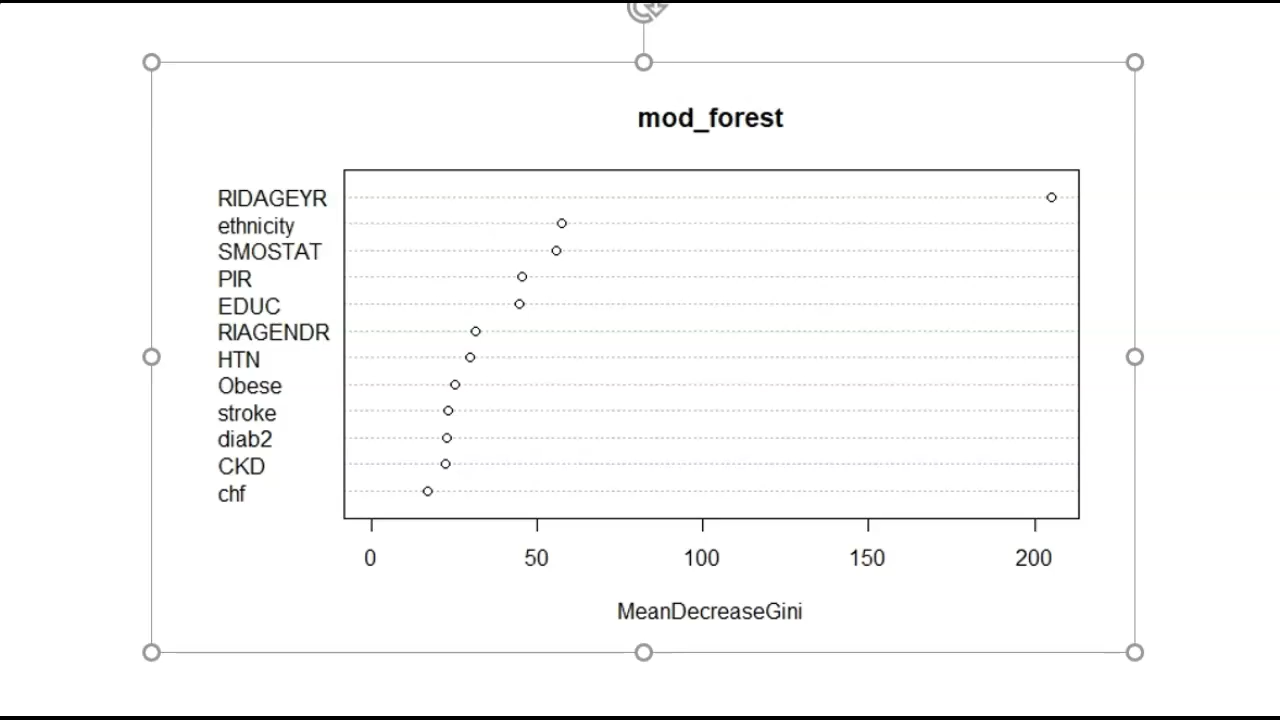 mod_forest
RIDAGEYR
ethnicity
SMOSTAT
PIR
EDUC
RIAGENDR
HTN
Obese
stroke
diab2
CKD
chf
0 50 100 150 200
MeanDecreaseGini